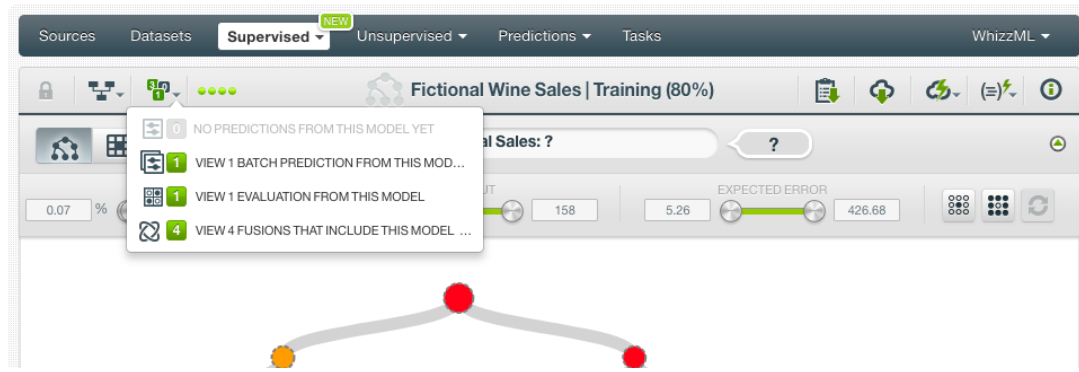 NEW
Sources Datasets Supervised Unsupervised Predictions Tasks WhizzML
Fictional Wine Sales | Training (80%)
0 NO PREDICTIONS FROM THIS MODEL YET
al Sales: ? ?
1 VIEW 1 BATCH PREDICTION FROM THIS MOD...
1 VIEW 1 EVALUATION FROM THIS MODEL
EXPECTED ERROR
0.07 % 158 5.26 426.68
4 VIEW 4 FUSIONS THAT INCLUDE THIS MODEL ...